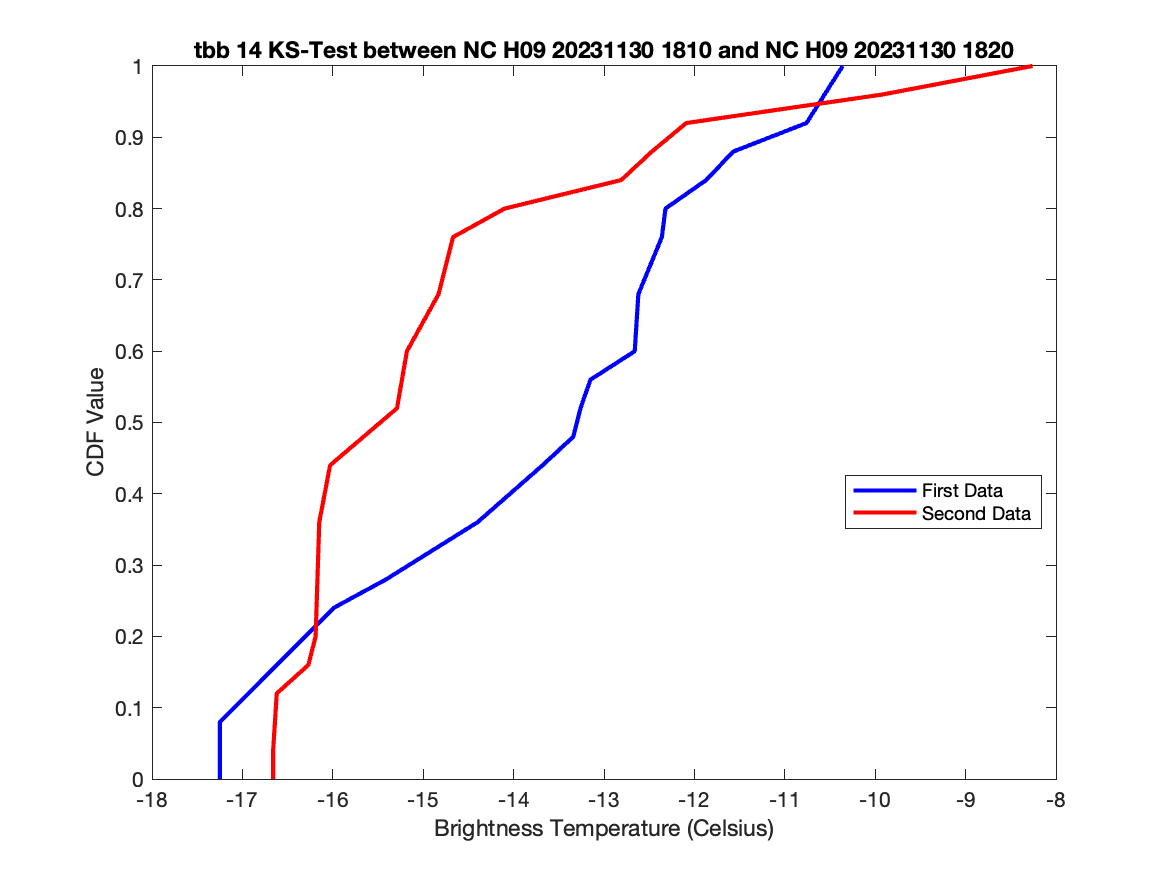 tbb 14 KS-Test between NC H09 20231130 1810 and NC H09 20231130 1820
1
0.9
0.8
0.7
0.6
0.5
0.4
0.3
0.2
0.1
0
CDF Value
First Data
Second Data
-18 -17 -16 -15 -14 -13 -12 -11 -10 -9 -8
Brightness Temperature (Celsius)